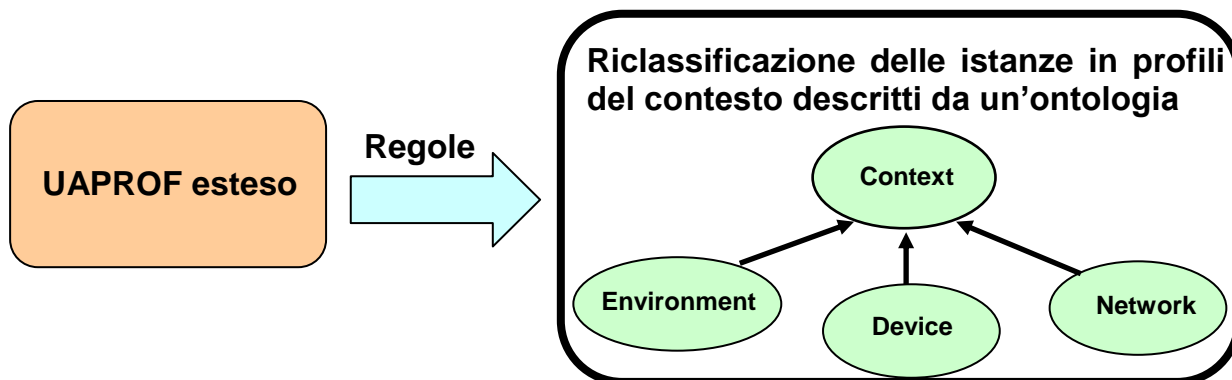 Riclassificazione delle istanze in profili
del contesto descritti da un'ontologia
Regole
UAPROF esteso
Context
Environment
Device
Network